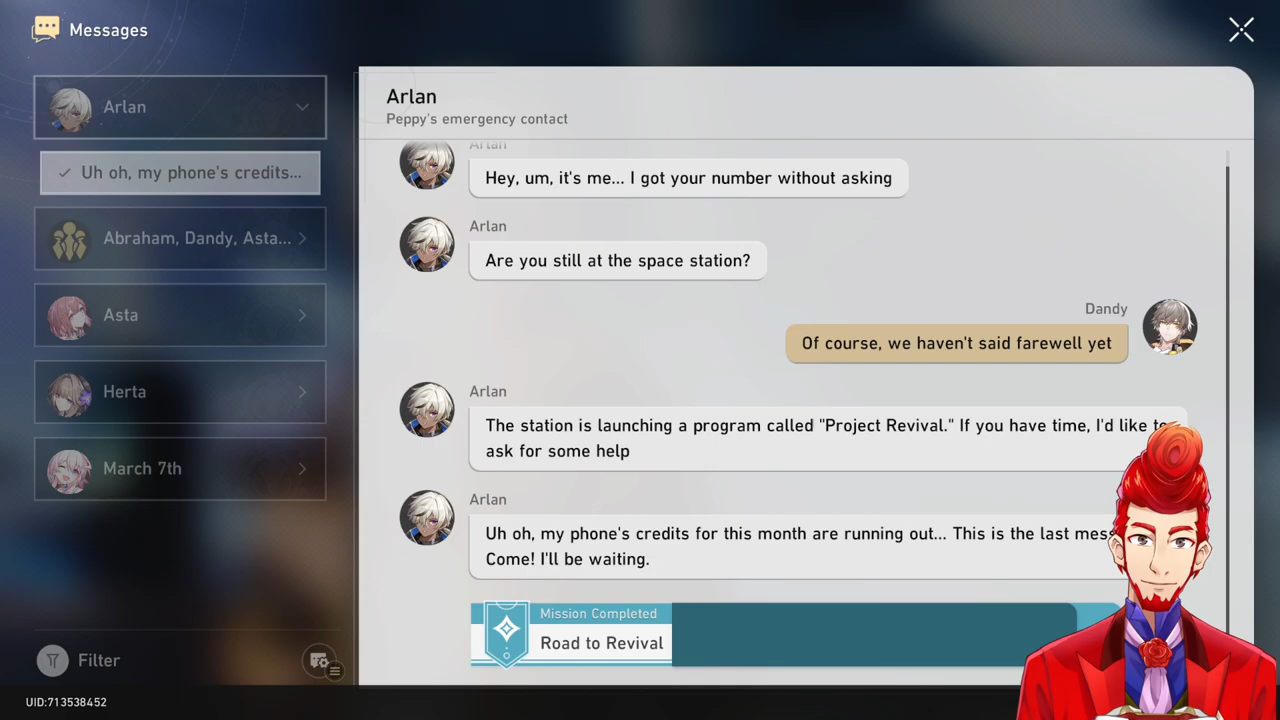 Messages
Arlan
Uh oh, my phone's credits...
Abraham, Dandy, Asta...
Asta
Herta
March 7th
Filter
UID:713538452
Arlan
Peppy's emergency contact
Arlan
Hey, um, it's me... I got your number without asking
Arlan
Are you still at the space station?
Dandy
Of course, we haven't said farewell yet
Arlan
The station is launching a program called "Project Revival." If you have time, I'd like to
ask for some help
Arlan
Uh oh, my phone's credits for this month are running out... This is the last mess
Come! I'll be waiting.
Mission Completed
Road to Revival